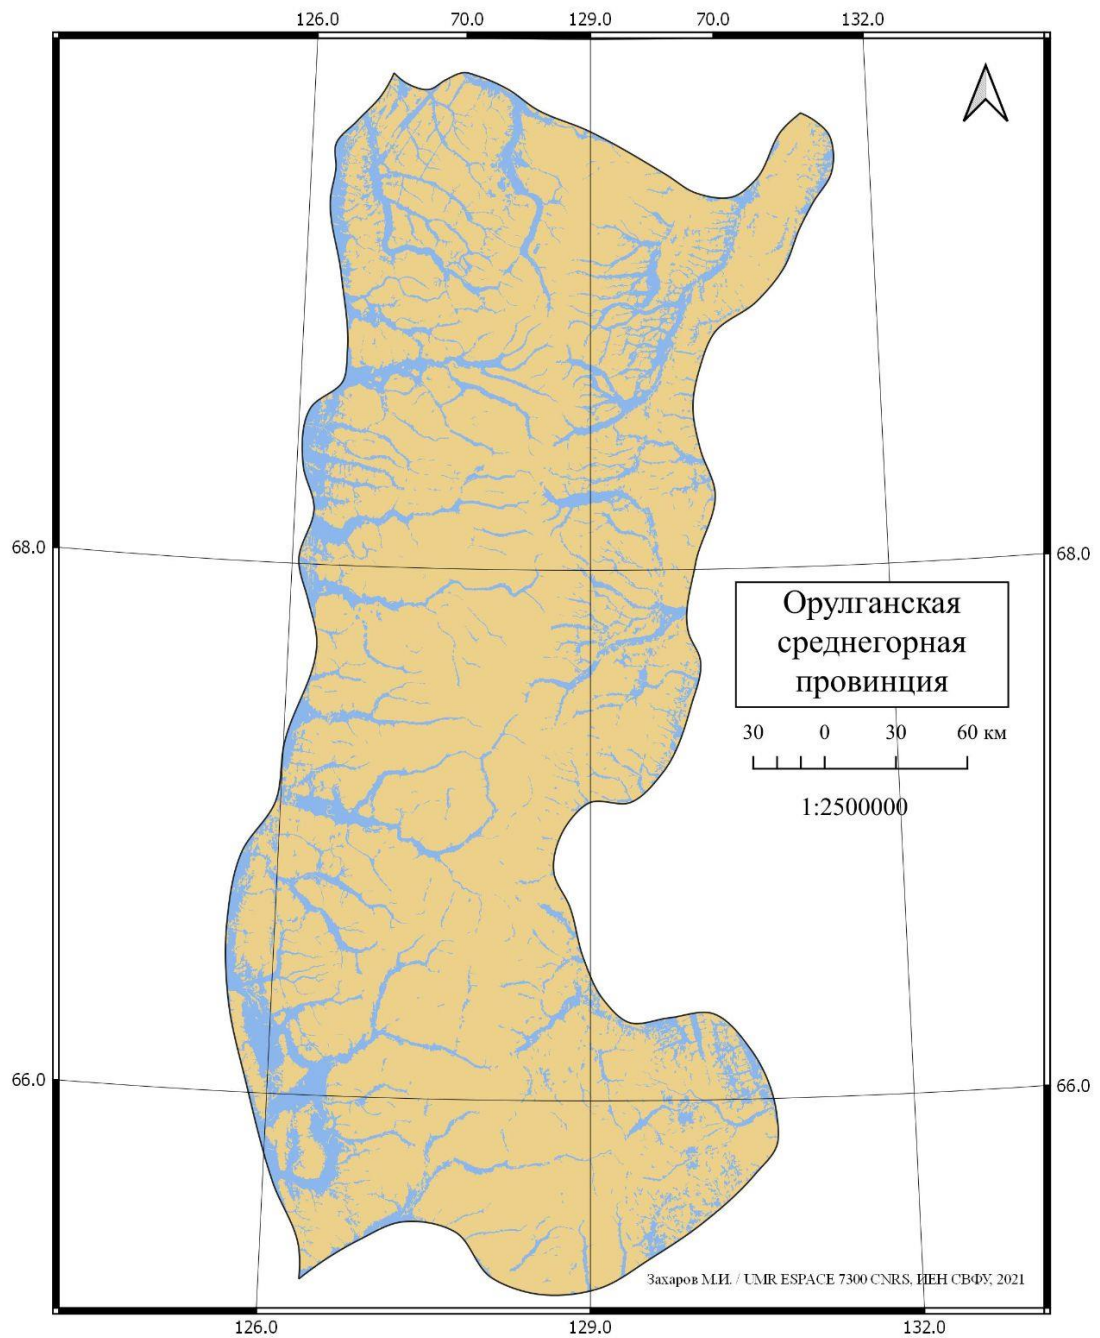 126.0 70.0 129.0 70.0 132.0
68.0 68.0
Орулганская
среднегорная
провинция
30 0 30 60 км
1:2500000
66.0 66.0
Захаров М.И. / UMR ESPACE 7300 CNRS, ИЕН СВФУ, 2021
126.0 129.0 132.0